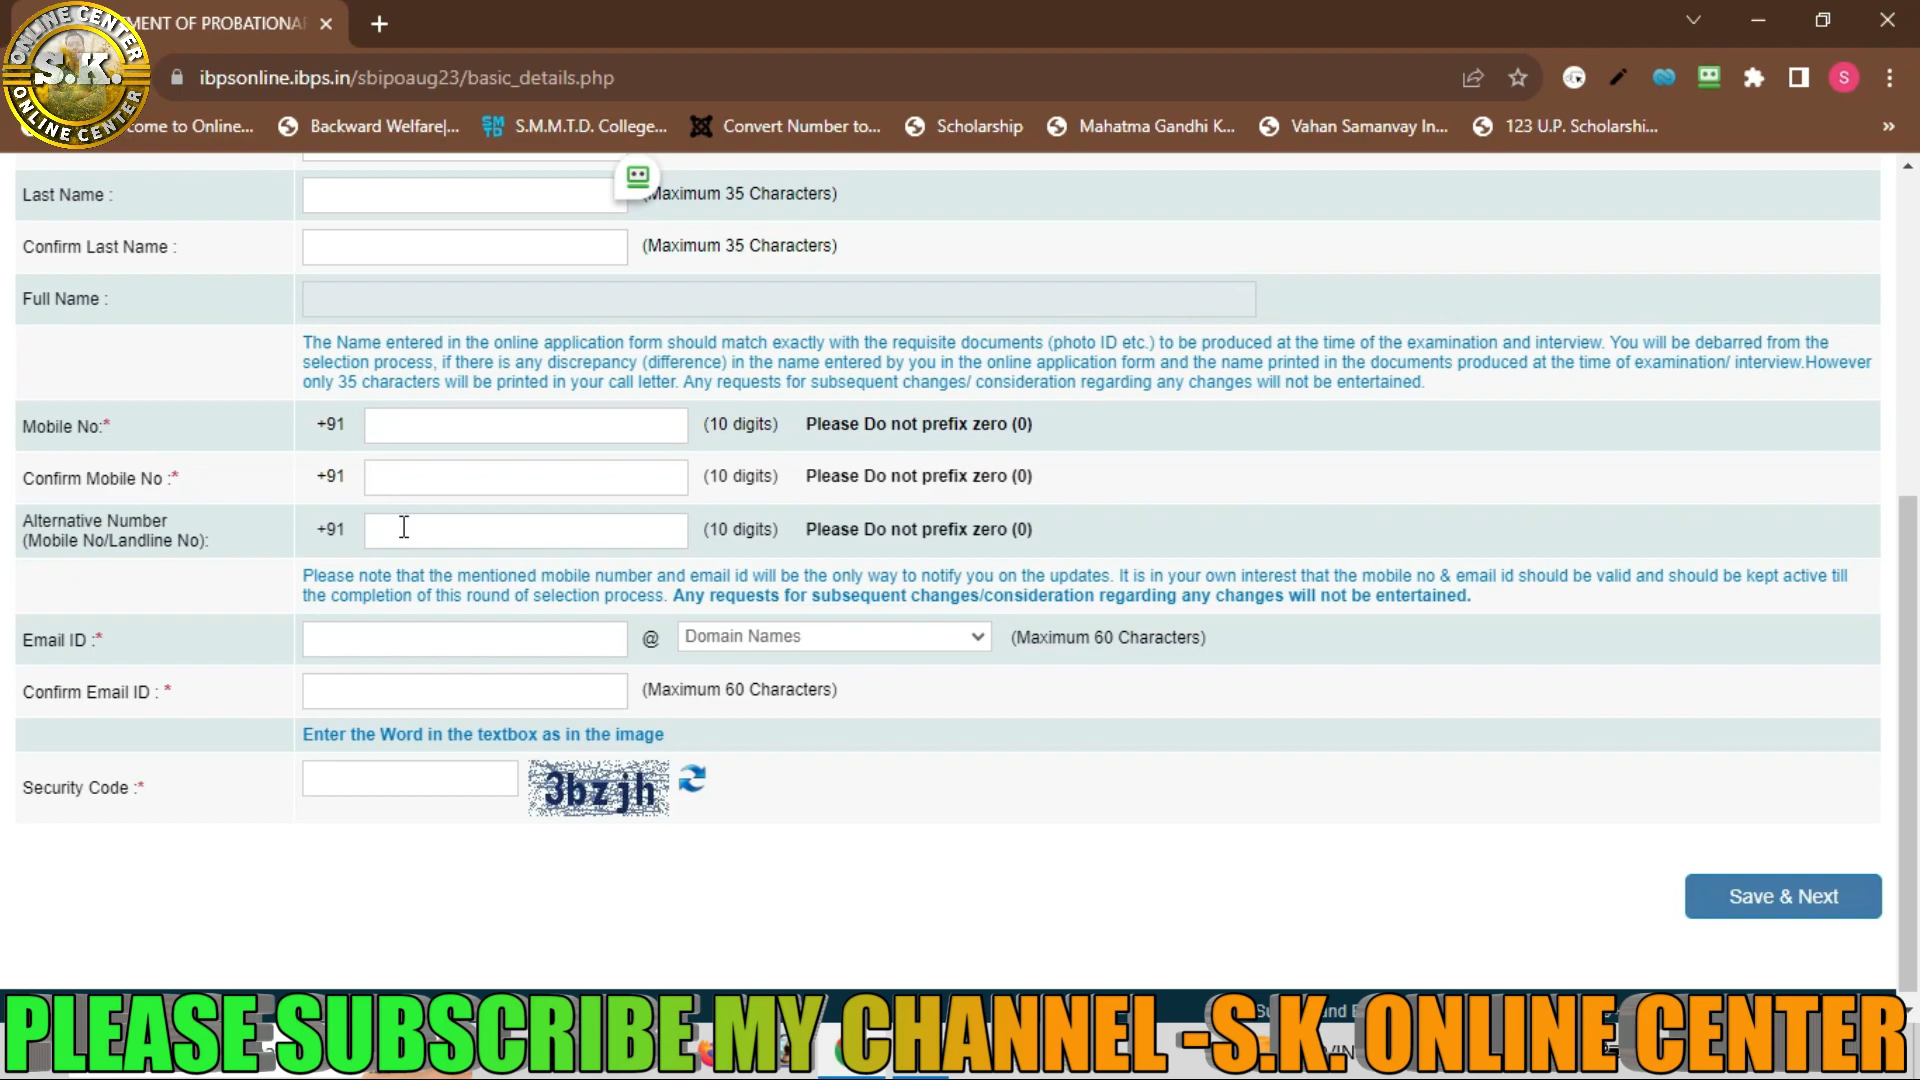 MENT OF PROBATIONA
ibpsonline.ibps.in/sbipoaug23/basic_details.php
S
ONLINE CENTER
S.K.
ONLINE CENTER
come to Online...
Backward Welfare|...
S.M.M.T.D. College...
Convert Number to...
Scholarship
Mahatma Gandhi K...
Vahan Samanvay In...
123 U.P. Scholarshi...
»
Last Name :
(Maximum 35 Characters)
Confirm Last Name :
(Maximum 35 Characters)
Full Name :
The Name entered in the online application form should match exactly with the requisite documents (photo ID etc.) to be produced at the time of the examination and interview. You will be debarred from the
selection process, if there is any discrepancy (difference) in the name entered by you in the online application form and the name printed in the documents produced at the time of examination/ interview.However
only 35 characters will be printed in your call letter. Any requests for subsequent changes/ consideration regarding any changes will not be entertained.
Mobile No:*
+91
(10 digits)
Please Do not prefix zero (0)
Confirm Mobile No :*
+91
(10 digits)
Please Do not prefix zero (0)
Alternative Number
(Mobile No/Landline No):
+91
(10 digits)
Please Do not prefix zero (0)
Please note that the mentioned mobile number and email id will be the only way to notify you on the updates. It is in your own interest that the mobile no & email id should be valid and should be kept active till
the completion of this round of selection process. Any requests for subsequent changes/consideration regarding any changes will not be entertained.
Email ID :*
@
Domain Names
(Maximum 60 Characters)
Confirm Email ID : *
(Maximum 60 Characters)
Enter the Word in the textbox as in the image
Security Code :*
3bzjh
Save & Next
PLEASE SUBSCRIBE MY CHANNEL -S.K. ONLINE CENTER